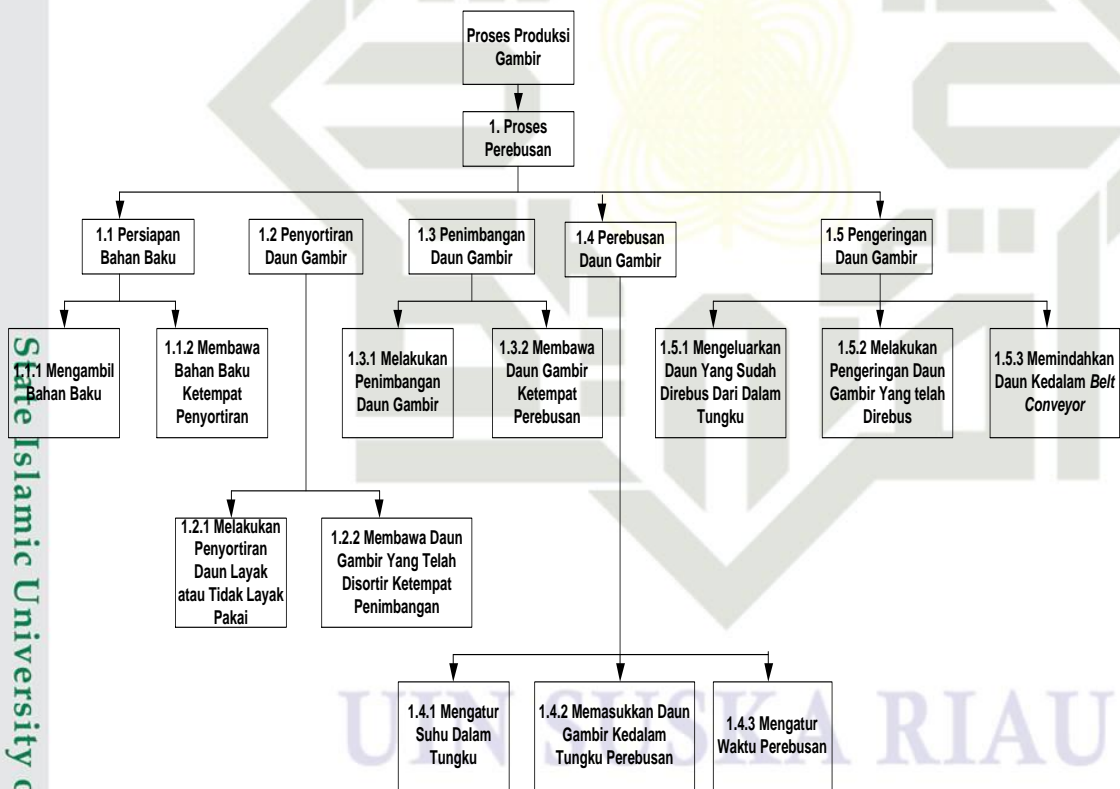 Proses Produksi
Gambir
1. Proses
Perebusan
1.1 Persiapan
Bahan Baku
1.2 Penyortiran
Daun Gambir
1.3 Penimbangan
Daun Gambir
1.4 Perebusan
Daun Gambir
1.5 Pengeringan
Daun Gambir
1.1.1 Mengambil
Bahan Baku
1.1.2 Membawa
Bahan Baku
Ketempat
Penyortiran
1.3.1 Melakukan
Penimbangan
Daun Gambir
1.3.2 Membawa
Daun Gambir
Ketempat
Perebusan
1.5.1 Mengeluarkan
Daun Yang Sudah
Direbus Dari Dalam
Tungku
1.5.2 Melakukan
Pengeringan Daun
Gambir Yang telah
Direbus
1.5.3 Memindahkan
Daun Kedalam Belt
Conveyor
1.2.1 Melakukan
Penyortiran
Daun Layak
atau Tidak Layak
Pakai
1.2.2 Membawa Daun
Gambir Yang Telah
Disortir Ketempat
Penimbangan
1.4.1 Mengatur
Suhu Dalam
Tungku
1.4.2 Memasukkan Daun
Gambir Kedalam
Tungku Perebusan
1.4.3 Mengatur
Waktu Perebusan
UIN SUSKA RIAU
State Islamic University